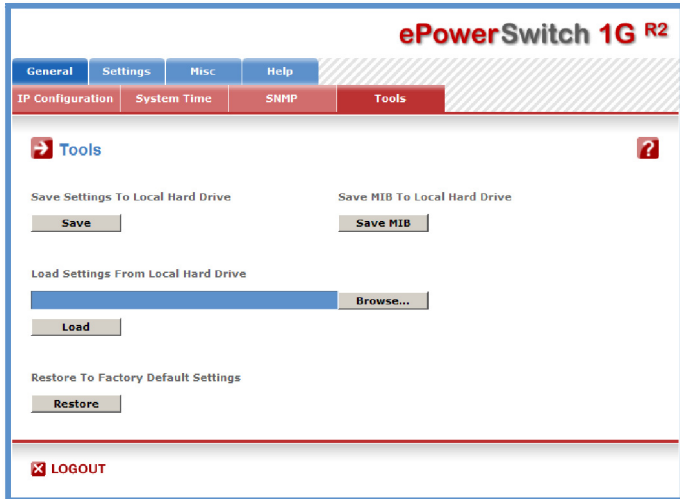 ePowerSwitch 1G R2
General Settings Misc Help
IP Configuration System Time SNMP Tools
Tools ?
Save Settings To Local Hard Drive Save MIB To Local Hard Drive
Save Save MIB
Load Settings From Local Hard Drive
Browse...
Load
Restore To Factory Default Settings
Restore
LOGOUT